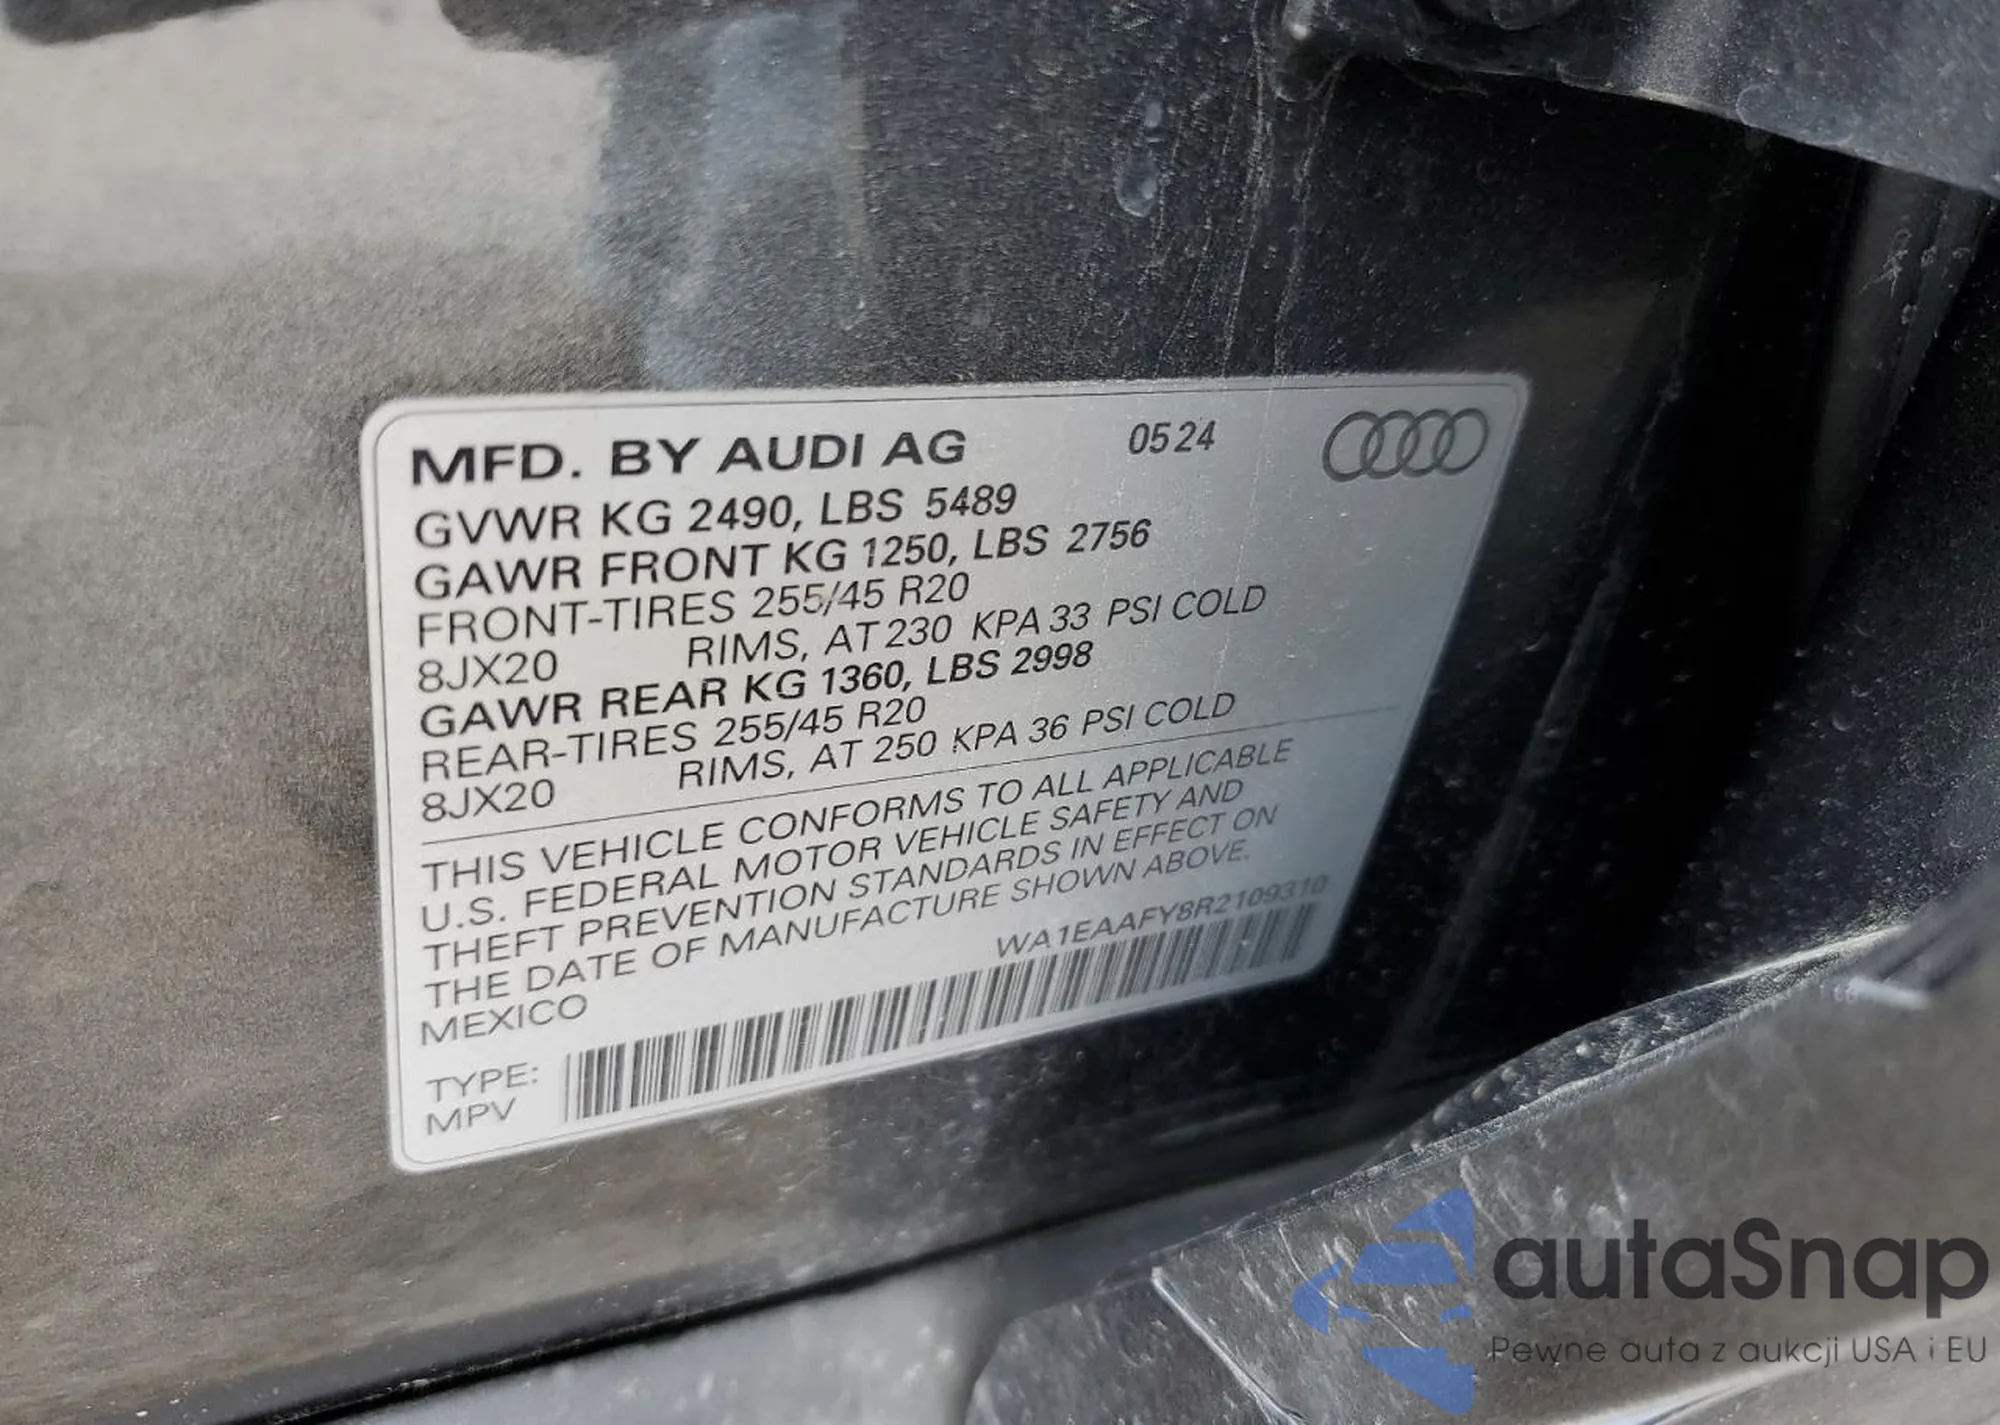 MFD. BY AUDI AG 0524
GVWR KG 2490, LBS 5489
GAWR FRONT KG 1250, LBS 2756
FRONT-TIRES 255/45 R20
8JX20 RIMS, AT 230 KPA 33 PSI COLD
GAWR REAR KG 1360, LBS 2998
REAR-TIRES 255/45 R20
8JX20 RIMS, AT 250 KPA 36 PSI COLD
THIS VEHICLE CONFORMS TO ALL APPLICABLE
U.S. FEDERAL MOTOR VEHICLE SAFETY AND
THEFT PREVENTION STANDARDS IN EFFECT ON
THE DATE OF MANUFACTURE SHOWN ABOVE.
MEXICO WA1EAAFY8R2109310
TYPE:
MPV
autaSnap
Pewne auta z aukcji USA i EU